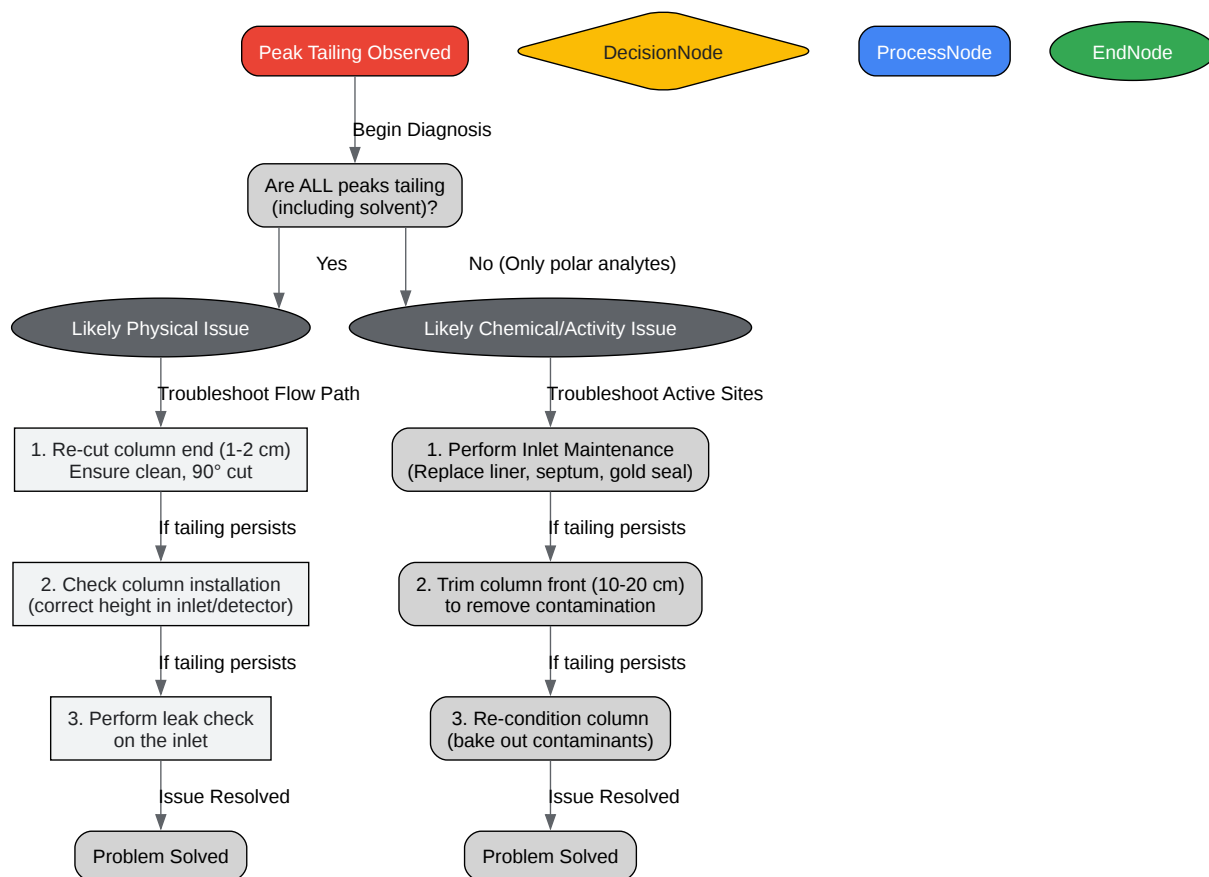 Peak Tailing Observed
DecisionNode
ProcessNode
EndNode
Begin Diagnosis
Are ALL peaks tailing
(including solvent)?
Yes
No (Only polar analytes)
Likely Physical Issue
Likely Chemical/Activity Issue
Troubleshoot Flow Path
Troubleshoot Active Sites
1. Re-cut column end (1-2 cm)
Ensure clean, 90° cut
1. Perform Inlet Maintenance
(Replace liner, septum, gold seal)
If tailing persists
If tailing persists
2. Check column installation
(correct height in inlet/detector)
2. Trim column front (10-20 cm)
to remove contamination
If tailing persists
If tailing persists
3. Perform leak check
on the inlet
3. Re-condition column
(bake out contaminants)
Issue Resolved
Issue Resolved
Problem Solved
Problem Solved